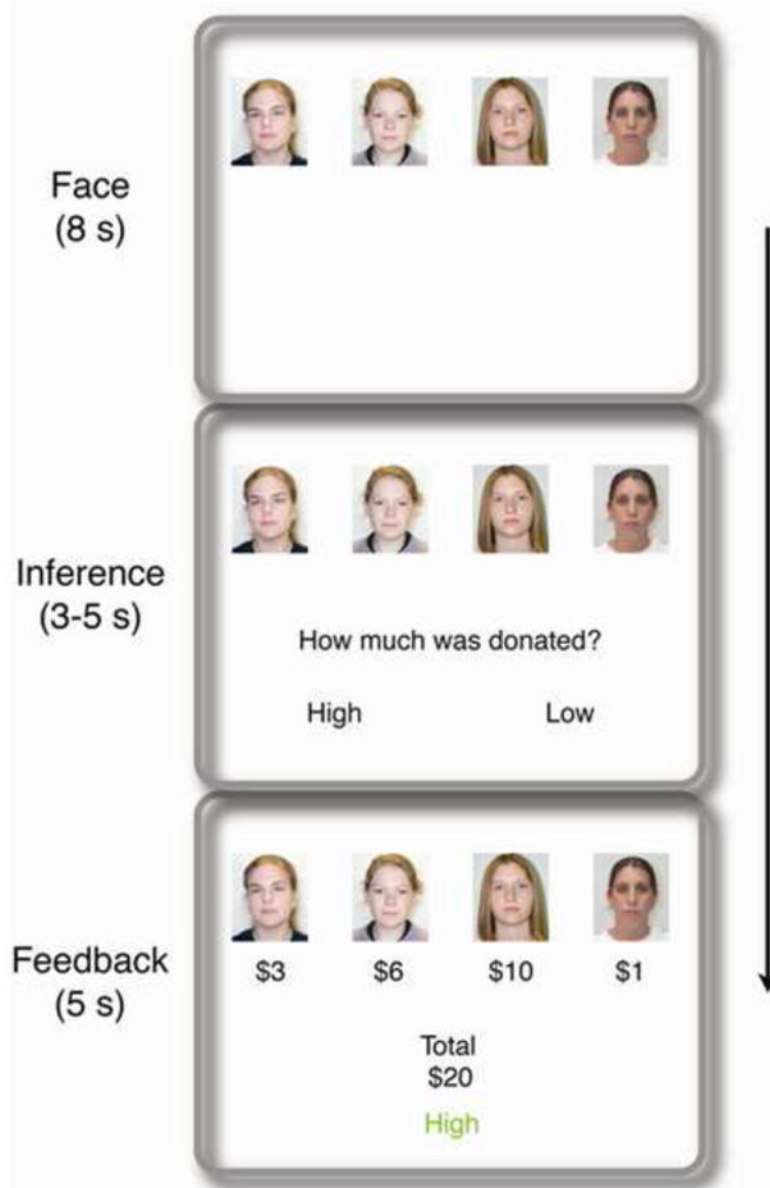 Face
(8 s)
Inference
(3-5 s)
How much was donated?
High Low
Feedback
(5 s)
$3 $6 $10 $1
Total
$20
High